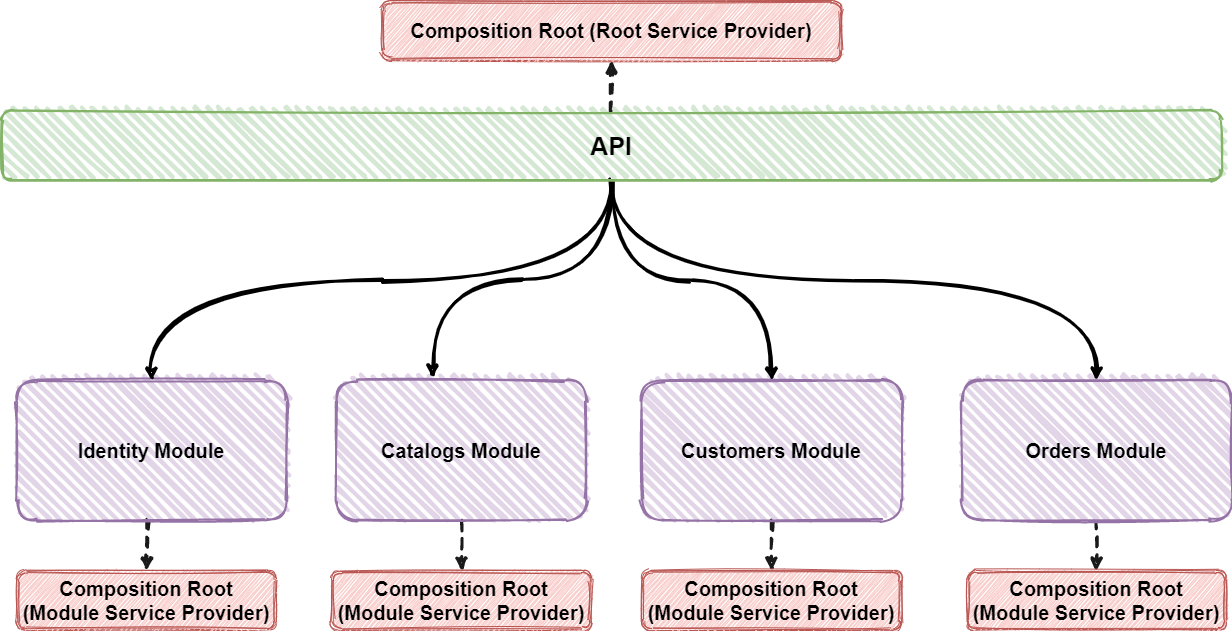 Composition Root (Root Service Provider)
API
Identity Module
Catalogs Module
Customers Module
Orders Module
Composition Root
(Module Service Provider)
Composition Root
(Module Service Provider)
Composition Root
(Module Service Provider)
Composition Root
(Module Service Provider)